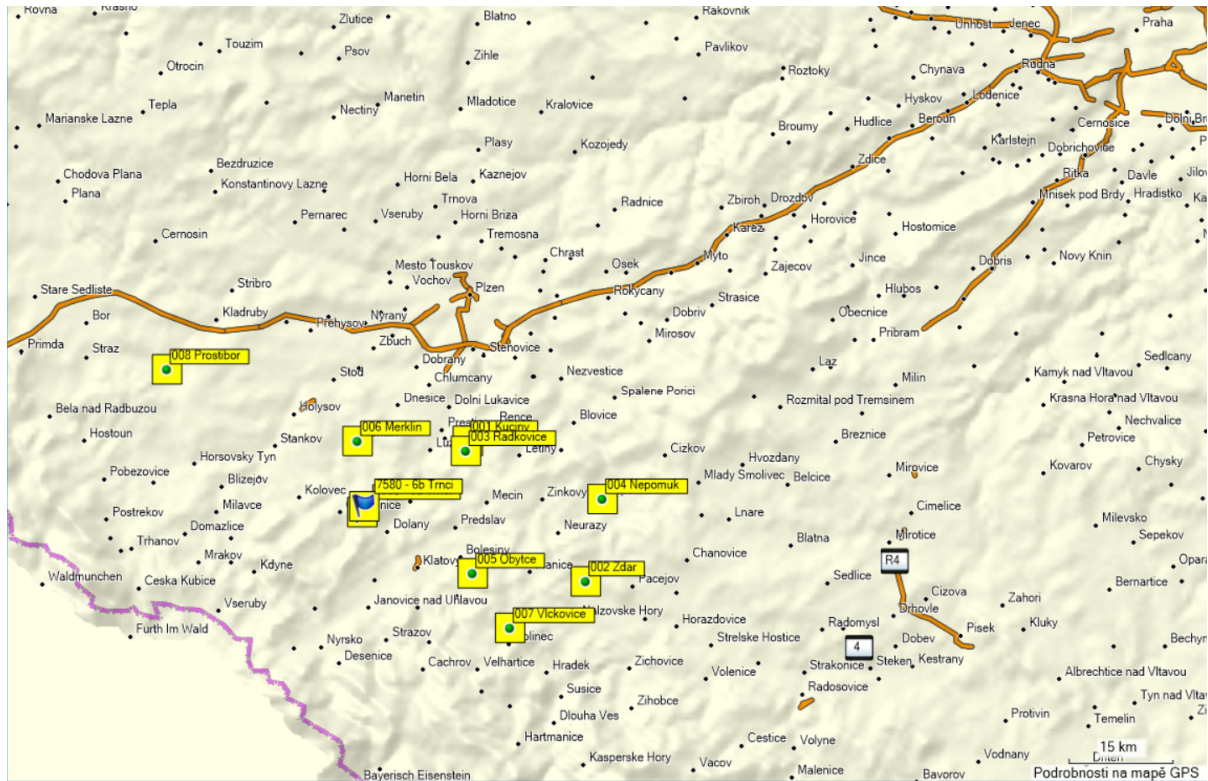 Rovna
Krasno
Zlutice
Blatno
Rakovnik
Unhost
Jenec
Praha
Touzim
Psov
Zihle
Pavlikov
Rudna
Otrocin
Roztoky
Chynava
Tepla
Nectiny
Manetin
Mladotice
Kralovice
Hyskov
Lodenice
Marianske Lazne
Broumy
Hudlice
Beroun
Karlstejn
Cernosice
Dolni Br
Plasy
Kozojedy
Zdice
Dobrichovice
Chodova Plana
Bezdruzice
Horni Bela
Kaznejov
Ritka
Davle
Jilo
Plana
Konstantinovy Lazne
Trnova
Radnice
Zbiroh
Drozdov
Mnisek pod Brdy
Hradistko
Pernarec
Vseruby
Horni Briza
Karez
Horovice
Hostomice
Cernosin
Tremosna
Chrast
Osek
Myto
Zajecov
Jince
Dobris
Novy Knin
Mesto Touskov
Vochov
Stribro
Plzen
Rokycany
Strasice
Hlubos
Stare Sedliste
Bor
Kladruby
Prehysov
Nyrany
Dobriv
Obecnice
Primda
Straz
Zbuch
Stenovice
Mirosov
Pribram
008 Prostibor
Dobrany
Chlumcany
Nezvestice
Laz
Sedlcany
Stod
Spalene Porici
Milin
Kamyk nad Vltavou
Bela nad Radbuzou
Holysov
Dnesice
Dolni Lukavice
Blovice
Rozmital pod Tremsinem
Krasna Hora nad Vltavou
Nechvalice
Hostoun
Stankov
006 Merklin
Rence
001 Kuciny
003 Radkovice
Letiny
Cizkov
Breznice
Petrovice
Horsovsky Tyn
Hvozdany
Mirovice
Kovarov
Chysky
Pobezovice
Blizejov
Kolovec
7580 - 6b Trnci
Mecin
Zinkovy
004 Nepomuk
Mlady Smolivec
Belcice
Postrekov
Milavce
Domazlice
Dolany
Predslav
Neurazy
Lnare
Cimelice
Milevsko
Trhanov
Mrakov
Kdyne
Klatovy
Bolesiny
Chanovice
Blatna
Mirotice
Sepekov
Opara
Waldmunchen
Ceska Kubice
005 Obytce
002 Zdar
Pacejov
Sedlice
R4
Bernartice
Vseruby
Janovice nad Uhlavou
Cizova
Furth Im Wald
Nyrsko
Strazov
007 Vlckovice
Horazdovice
Radomysl
Drhovle
Zahori
Desenice
Strelske Hostice
Dobev
Pisek
Kluky
Bechyn
4
Cachrov
Velhartice
Hradek
Zichovice
Volenice
Strakonice
Steken
Kestrany
Albrechtice nad Vltavou
Susice
Zihobce
Radosovice
Tyn nad Vltav
Dlouha Ves
Protivin
Temelin
Hartmanice
Cestice
Volyne
15 km
Kasperske Hory
Vodnany
Bayerisch Eisenstein
Vacov
Malenice
Bavorov
Podrobnosti na mapě GPS